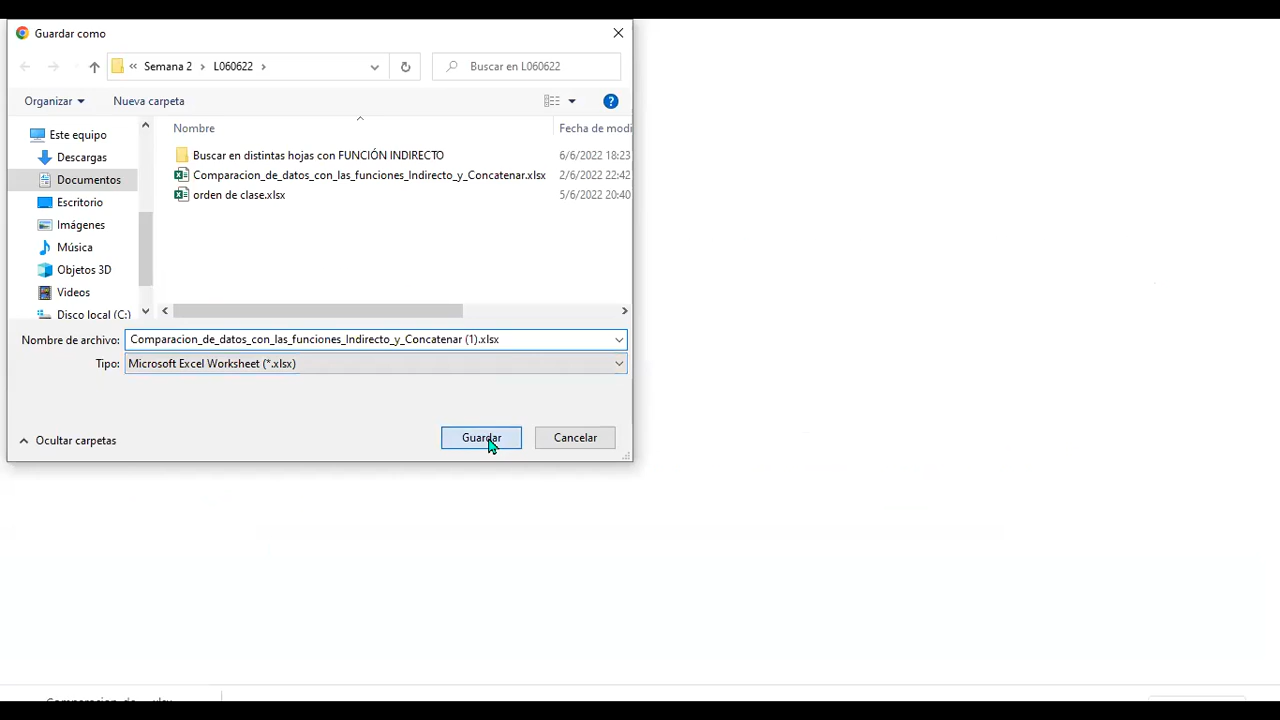 Guardar como
« Semana 2 › L060622 ›
Buscar en L060622
Organizar
Nueva carpeta
Nombre
Fecha de modi
Este equipo
Descargas
Documentos
Escritorio
Imágenes
Música
Objetos 3D
Videos
Disco local (C:)
Buscar en distintas hojas con FUNCIÓN INDIRECTO
6/6/2022 18:23
Comparacion_de_datos_con_las_funciones_Indirecto_y_Concatenar.xlsx
2/6/2022 22:42
orden de clase.xlsx
5/6/2022 20:40
Nombre de archivo: Comparacion_de_datos_con_las_funciones_Indirecto_y_Concatenar (1).xlsx
Tipo: Microsoft Excel Worksheet (*.xlsx)
Ocultar carpetas
Guardar
Cancelar